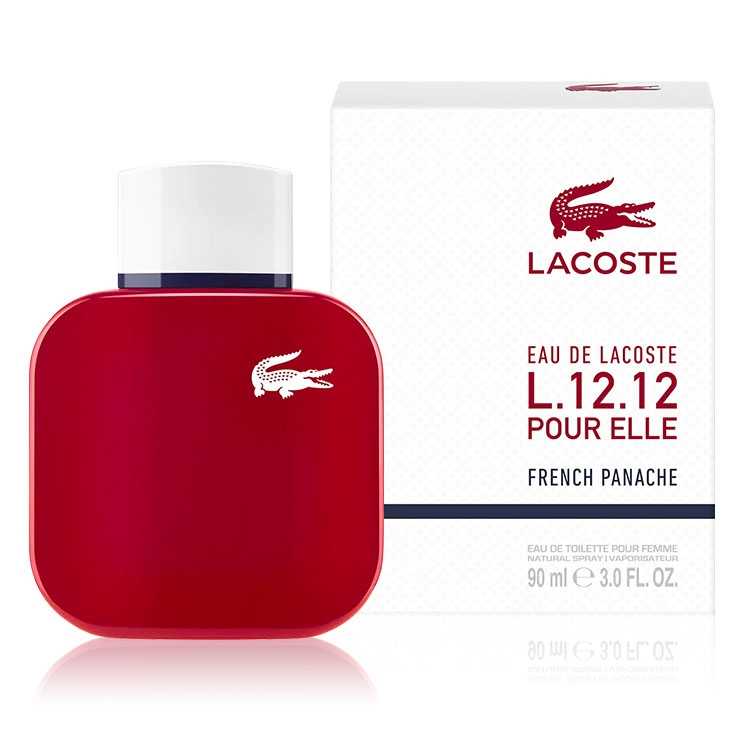 LACOSTE
EAU DE LACOSTE
L.12.12
POUR ELLE
FRENCH PANACHE
EAU DE TOILETTE POUR FEMME
NATURAL SPRAY | VAPORISATEUR
90 ml ℮ 3.0 FL. OZ.